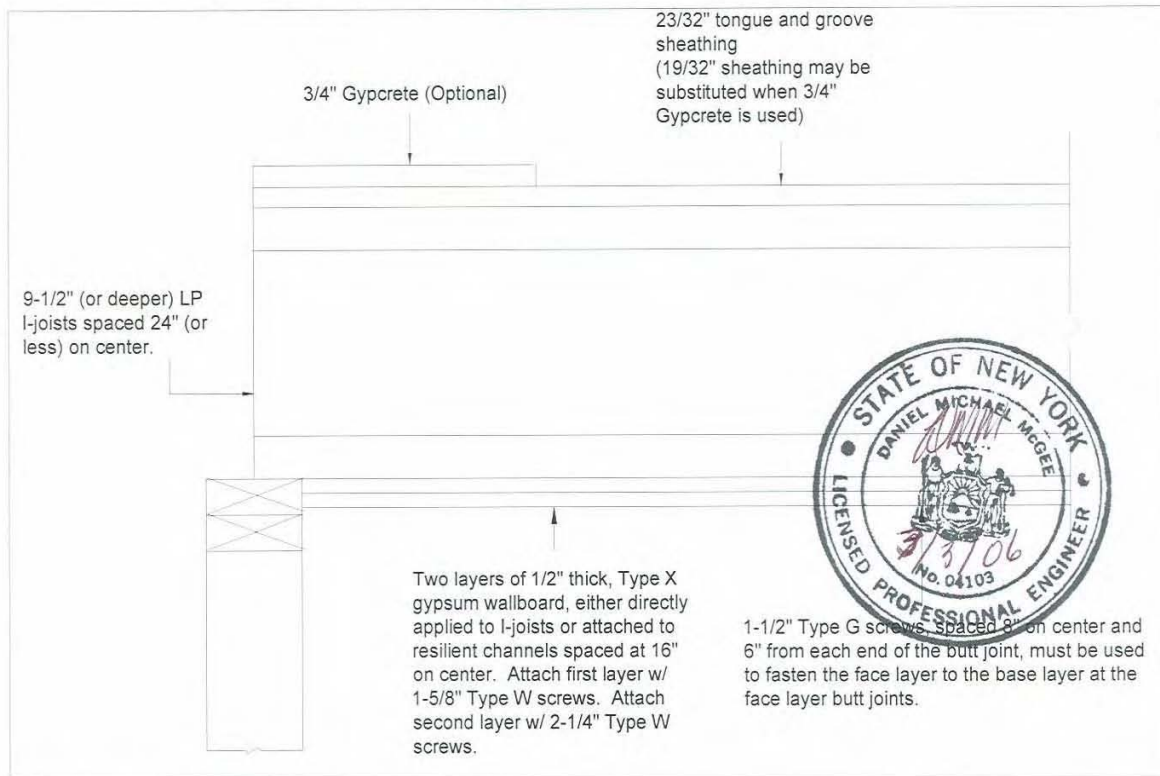 23/32" tongue and groove
sheathing
(19/32" sheathing may be
substituted when 3/4"
Gypcrete is used)
3/4" Gypcrete (Optional)
9-1/2" (or deeper) LP
I-joists spaced 24" (or
less) on center.
STATE OF NEW YORK
DANIEL MICHAEL McGEE
3/3/06
No. 04103
LICENSED PROFESSIONAL ENGINEER
Two layers of 1/2" thick, Type X
gypsum wallboard, either directly
applied to I-joists or attached to
resilient channels spaced at 16"
on center. Attach first layer w/
1-5/8" Type W screws. Attach
second layer w/ 2-1/4" Type W
screws.
1-1/2" Type G screws, spaced 8" on center and
6" from each end of the butt joint, must be used
to fasten the face layer to the base layer at the
face layer butt joints.